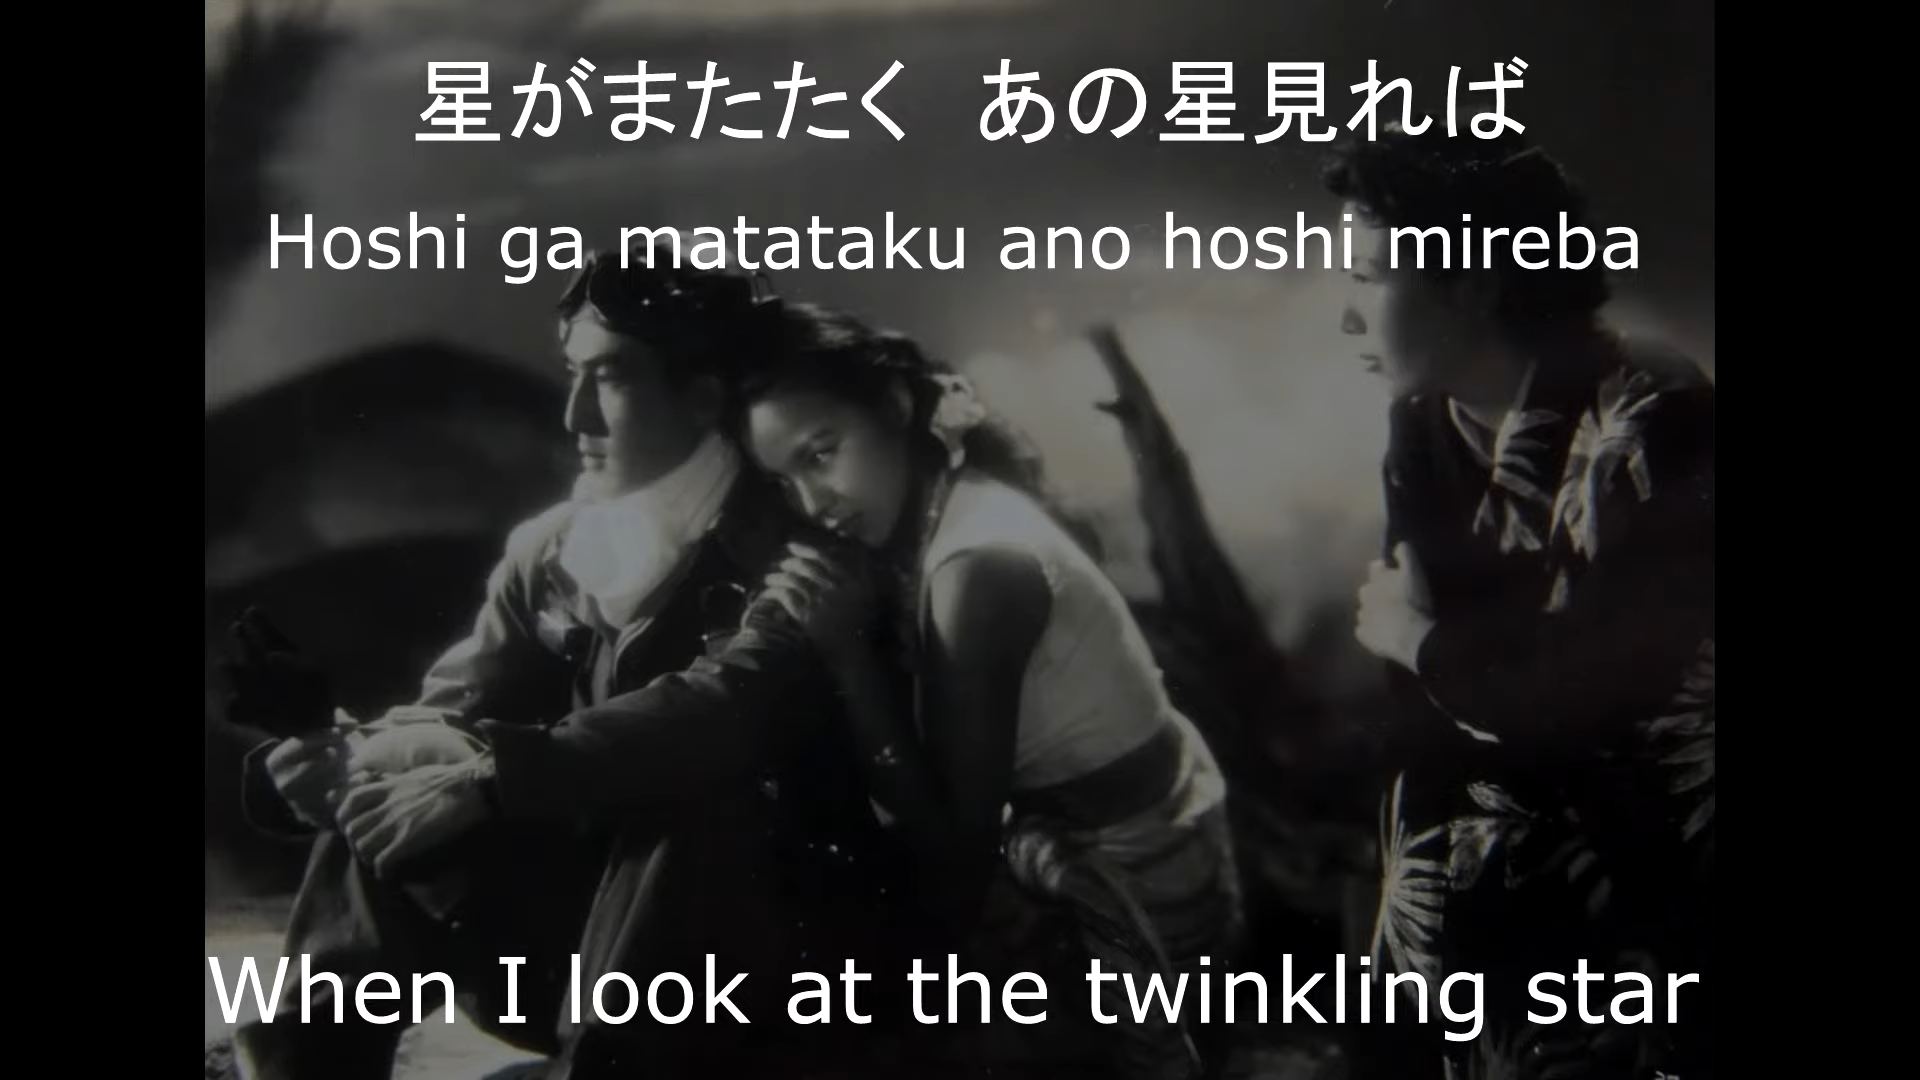 星がまたたく　あの星見れば
Hoshi ga matataku ano hoshi mireba
When I look at the twinkling star